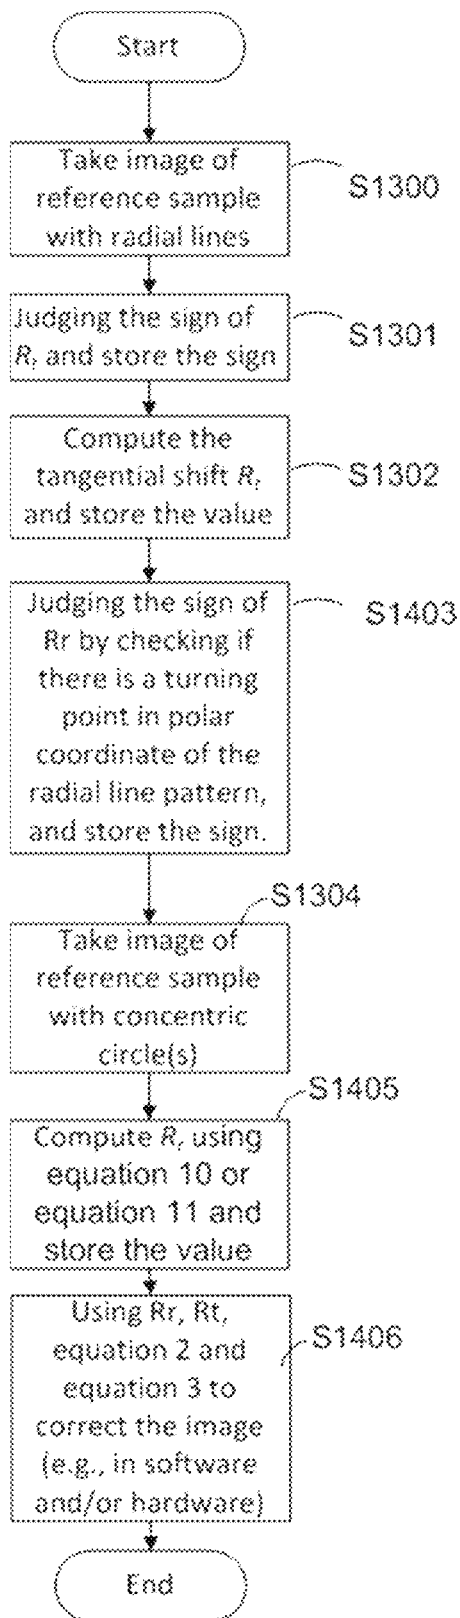 Start
Take image of
reference sample
with radial lines
S1300
Judging the sign of
Rt and store the sign
S1301
Compute the
tangential shift Rt
and store the value
S1302
Judging the sign of
Rr by checking if
there is a turning
point in polar
coordinate of the
radial line pattern,
and store the sign.
S1403
S1304
Take image of
reference sample
with concentric
circle(s)
S1405
Compute Rr using
equation 10 or
equation 11 and
store the value
Using Rr, Rt,
equation 2 and
equation 3 to
correct the image
(e.g., in software
and/or hardware)
S1406
End